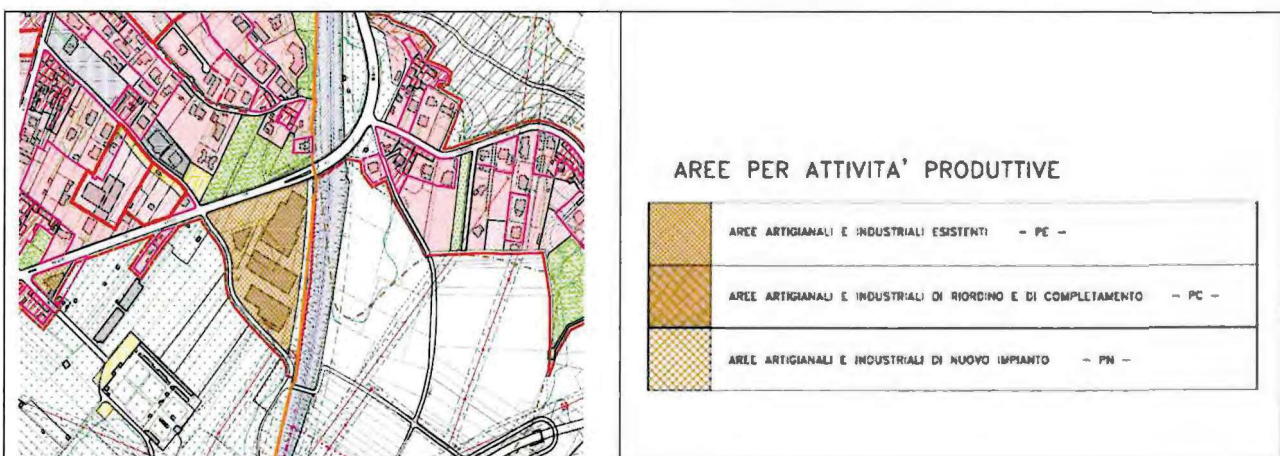 AREE PER ATTIVITA' PRODUTTIVE
AREE ARTIGIANALI E INDUSTRIALI ESISTENTI - PE -
AREE ARTIGIANALI E INDUSTRIALI DI RIORDINO E DI COMPLETAMENTO - PC -
AREE ARTIGIANALI E INDUSTRIALI DI NUOVO IMPIANTO - PN -